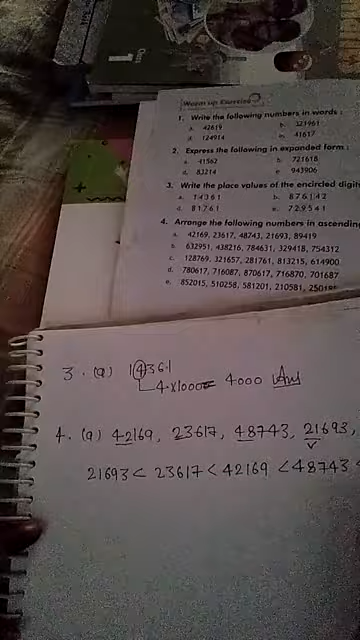 Warm up Exercise
1. Write the following numbers in words :
a. 42619 b. 321961
d. 124914 e. 41617
2. Express the following in expanded form :
a. 41562 b. 721618
d. 83214 e. 943906
3. Write the place values of the encircled digit
a. 14361 b. 876142
d. 81761 e. 729541
4. Arrange the following numbers in ascending
a. 42169, 23617, 48743, 21693, 89419
b. 632951, 438216, 784631, 329418, 754312
c. 128769, 321657, 281761, 813215, 614900
d. 780617, 716087, 870617, 716870, 701687
e. 852015, 510258, 581201, 210581,
3. (a) 14361
4×1000= 4000 Ans
4. (a) 42169, 23617, 48743, 21693,
21693 < 23617 < 42169 < 48743 <